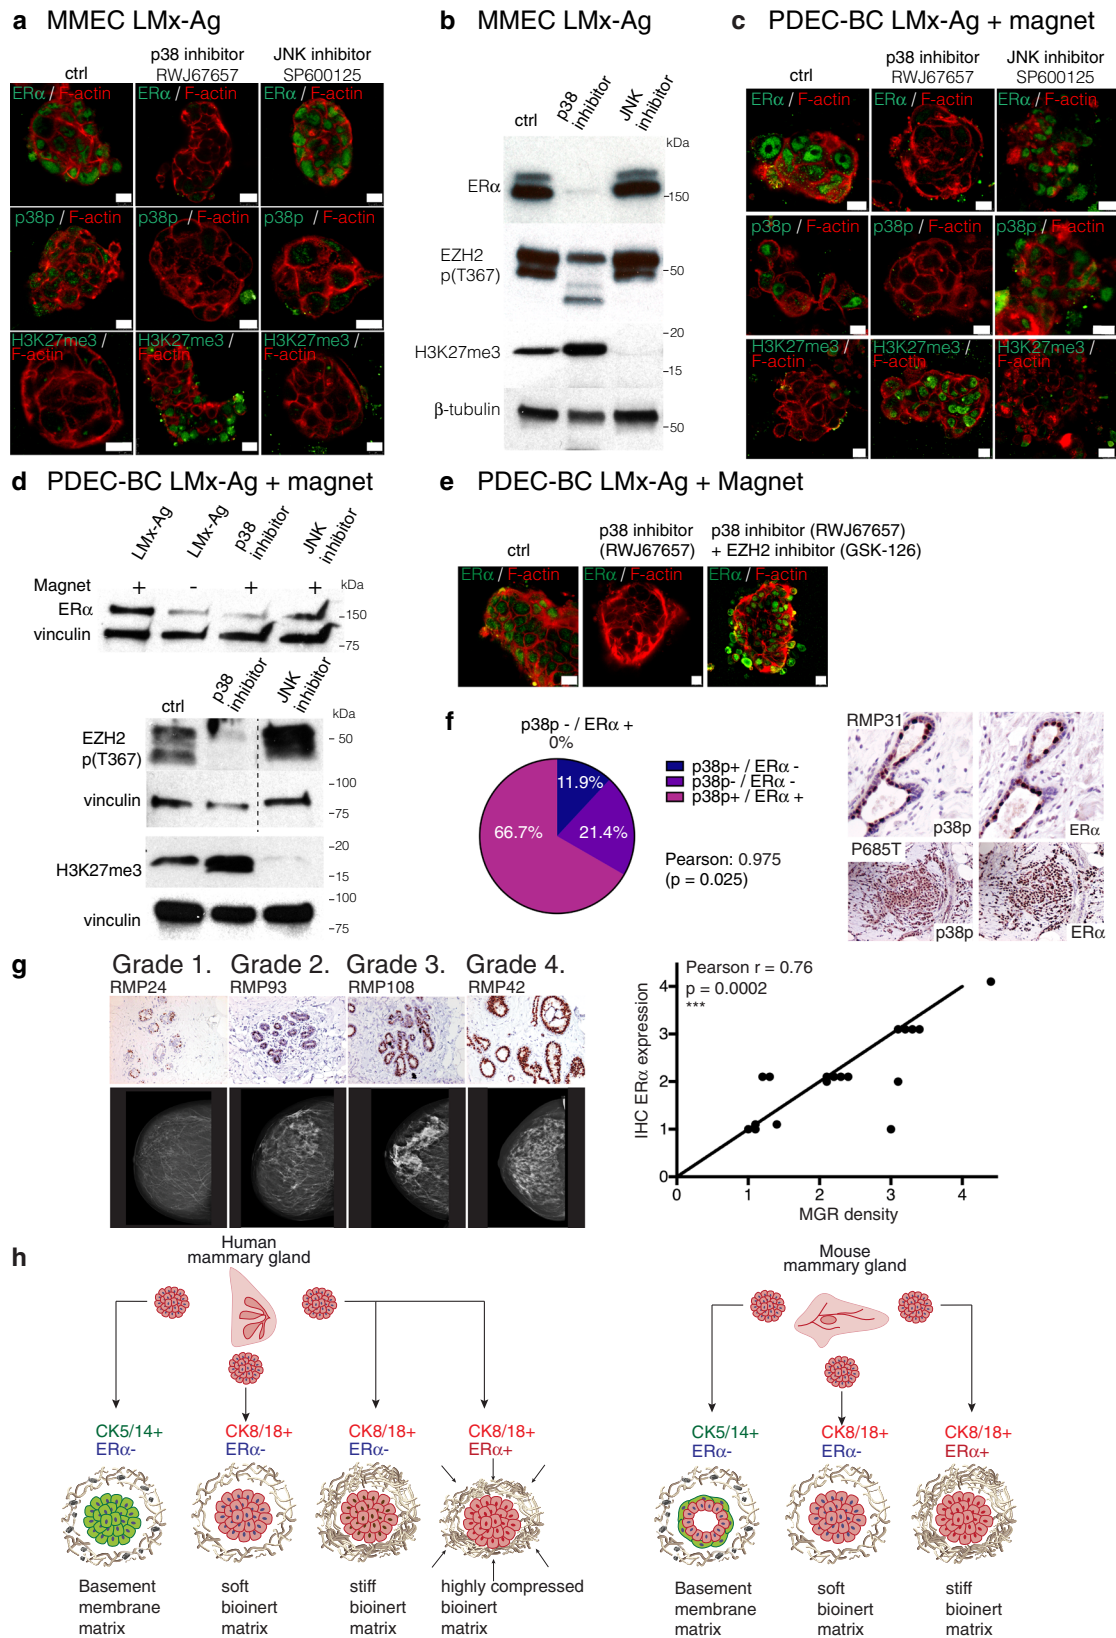 a MMEC LMx-Ag
ctrl
p38 inhibitor
RWJ67657
JNK inhibitor
SP600125
ERα / F-actin
ERα / F-actin
ERα / F-actin
p38p / F-actin
p38p / F-actin
p38p / F-actin
H3K27me3 /
F-actin
H3K27me3 /
F-actin
H3K27me3 /
F-actin
b MMEC LMx-Ag
ctrl
p38
inhibitor
JNK
inhibitor
kDa
ERα
-150
EZH2
p(T367)
-50
-20
H3K27me3
-15
β-tubulin
-50
c PDEC-BC LMx-Ag + magnet
ctrl
p38 inhibitor
RWJ67657
JNK inhibitor
SP600125
ERα / F-actin
ERα / F-actin
ERα / F-actin
p38p / F-actin
p38p / F-actin
p38p / F-actin
H3K27me3 /
F-actin
H3K27me3 /
F-actin
H3K27me3 /
F-actin
d PDEC-BC LMx-Ag + magnet
LMx-Ag
LMx-Ag
p38
inhibitor
JNK
inhibitor
Magnet + - + + kDa
ERα
-150
vinculin
-75
ctrl
p38
inhibitor
JNK
inhibitor
kDa
EZH2
p(T367)
-50
-100
vinculin
-75
-20
H3K27me3
-15
-100
vinculin
-75
e PDEC-BC LMx-Ag + Magnet
ctrl
p38 inhibitor
(RWJ67657)
p38 inhibitor (RWJ67657)
+ EZH2 inhibitor (GSK-126)
ERα / F-actin
ERα / F-actin
ERα / F-actin
f
p38p - / ERα +
0%
11.9%
66.7%
21.4%
p38p+ / ERα -
p38p- / ERα -
p38p+ / ERα +
Pearson: 0.975
(p = 0.025)
RMP31
p38p
ERα
P685T
p38p
ERα
g
Grade 1.
RMP24
Grade 2.
RMP93
Grade 3.
RMP108
Grade 4.
RMP42
Pearson r = 0.76
p = 0.0002
***
IHC ERα expression
4
3
2
1
0
0 1 2 3 4
MGR density
h
Human
mammary gland
CK5/14+
ERα-
CK8/18+
ERα-
CK8/18+
ERα-
CK8/18+
ERα+
Basement
membrane
matrix
soft
bioinert
matrix
stiff
bioinert
matrix
highly compressed
bioinert
matrix
Mouse
mammary gland
CK5/14+
ERα-
CK8/18+
ERα-
CK8/18+
ERα+
Basement
membrane
matrix
soft
bioinert
matrix
stiff
bioinert
matrix